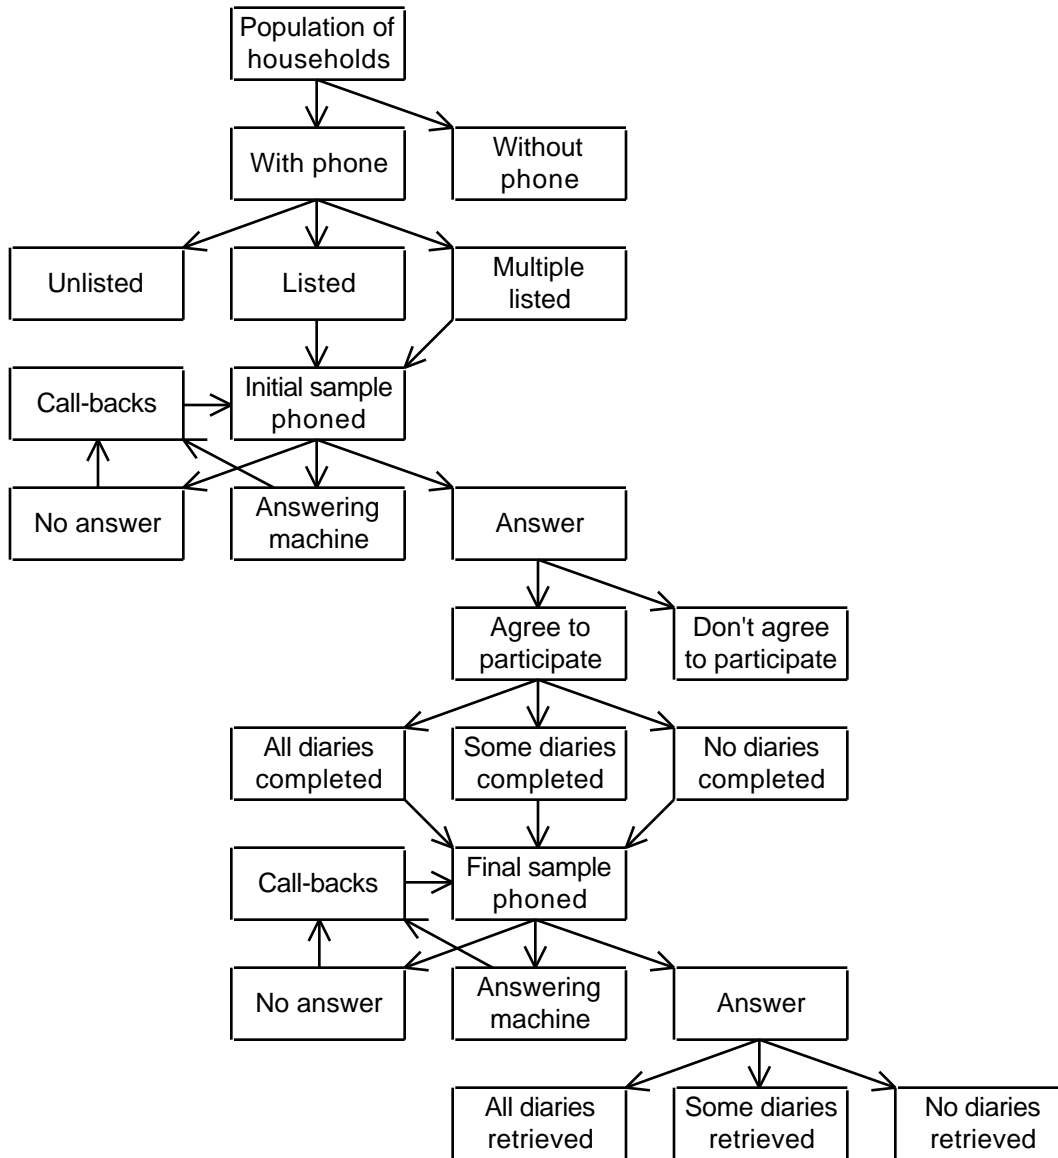 Population of
households
With phone
Without
phone
Unlisted
Listed
Multiple
listed
Call-backs
Initial sample
phoned
No answer
Answering
machine
Answer
Agree to
participate
Don't agree
to participate
All diaries
completed
Some diaries
completed
No diaries
completed
Call-backs
Final sample
phoned
No answer
Answering
machine
Answer
All diaries
retrieved
Some diaries
retrieved
No diaries
retrieved